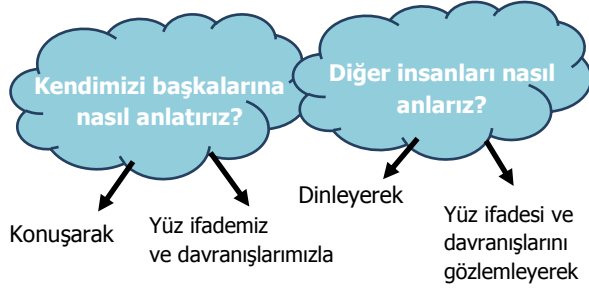 Kendimizi başkalarına
nasıl anlatırız?
Diğer insanları nasıl
anlarız?
Konuşarak
Yüz ifademiz
ve davranışlarımızla
Dinleyerek
Yüz ifadesi ve
davranışlarını
gözlemleyerek